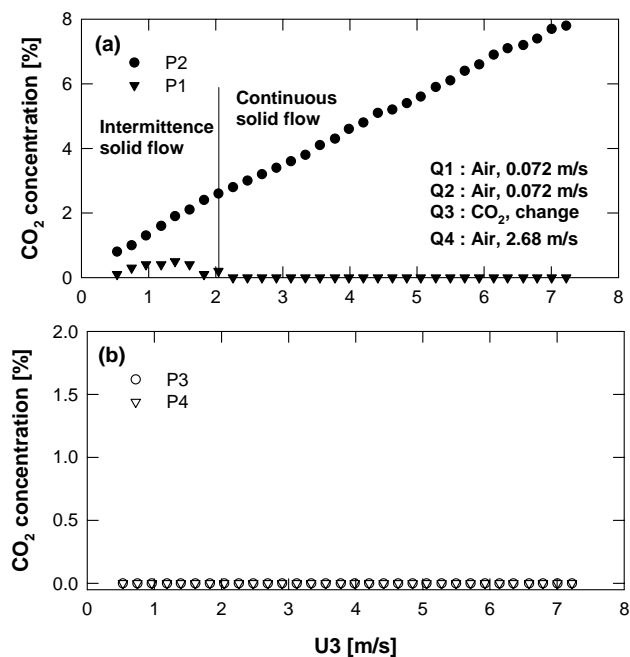 (a)
P2
P1
Intermittence
solid flow
Continuous
solid flow
Q1 : Air, 0.072 m/s
Q2 : Air, 0.072 m/s
Q3 : CO₂, change
Q4 : Air, 2.68 m/s
CO₂ concentration [%]
8
6
4
2
0
0 1 2 3 4 5 6 7 8
(b)
P3
P4
CO₂ concentration [%]
2.0
1.5
1.0
0.5
0.0
0 1 2 3 4 5 6 7 8
U3 [m/s]